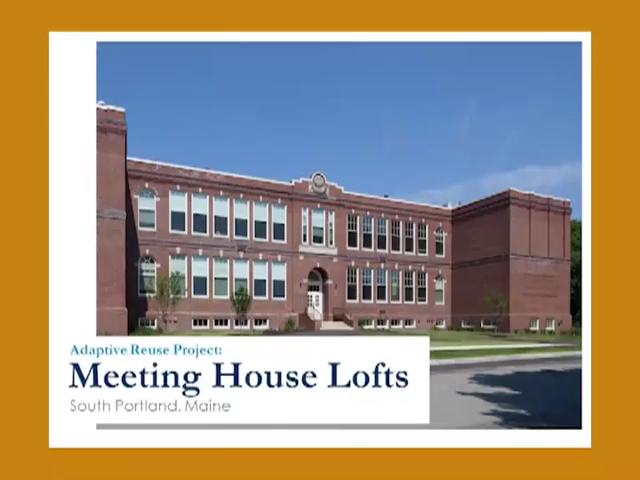 Adaptive Reuse Project:
Meeting House Lofts
South Portland, Maine